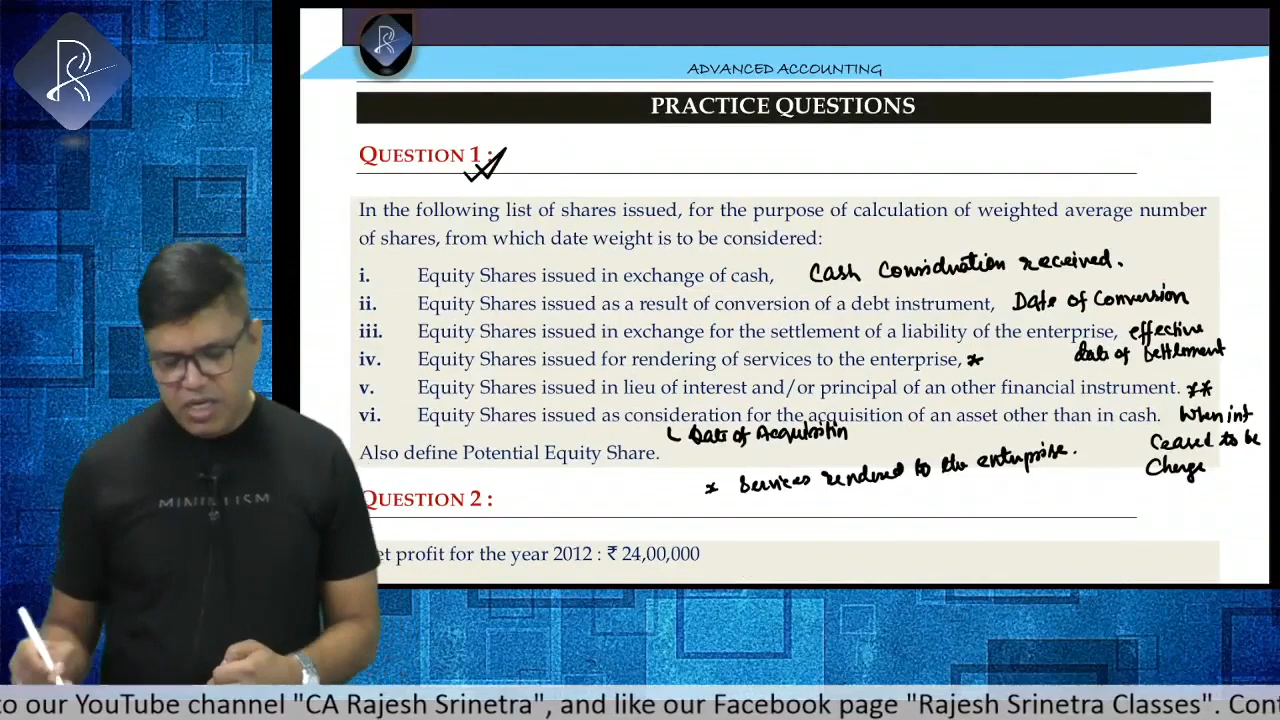 ADVANCED ACCOUNTING
PRACTICE QUESTIONS
QUESTION 1 :
In the following list of shares issued, for the purpose of calculation of weighted average number
of shares, from which date weight is to be considered:
i. Equity Shares issued in exchange of cash, Cash Considuration received.
ii. Equity Shares issued as a result of conversion of a debt instrument, Date of Conversion
iii. Equity Shares issued in exchange for the settlement of a liability of the enterprise, effective
date of Settlement
iv. Equity Shares issued for rendering of services to the enterprise, *
v. Equity Shares issued in lieu of interest and/or principal of an other financial instrument. **
vi. Equity Shares issued as consideration for the acquisition of an asset other than in cash. When int
Date of Acquisition
Ceased to be
Also define Potential Equity Share.
* Services rendered to the enterprise.
Charge
QUESTION 2 :
et profit for the year 2012 : ₹ 24,00,000
MINIMALISM
to our YouTube channel "CA Rajesh Srinetra", and like our Facebook page "Rajesh Srinetra Classes". Con